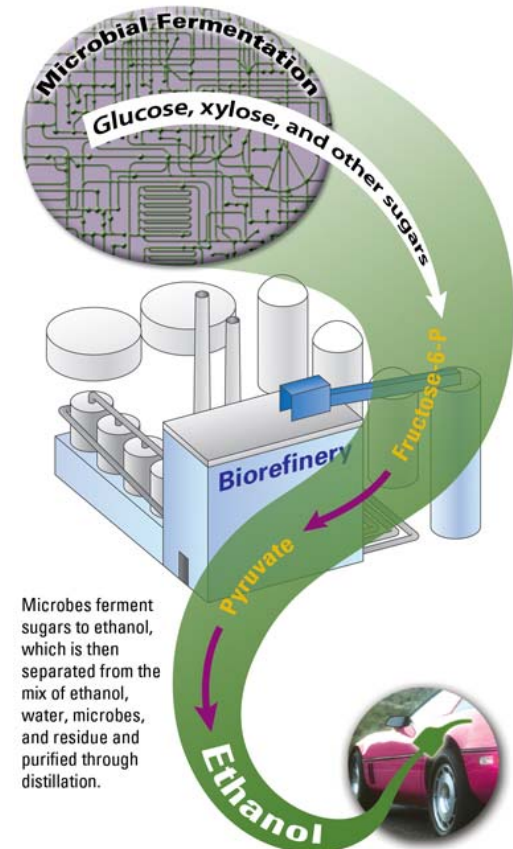 Microbial Fermentation
Glucose, xylose, and other sugars
Fructose-6-P
Biorefinery
Pyruvate
Microbes ferment
sugars to ethanol,
which is then
separated from the
mix of ethanol,
water, microbes,
and residue and
purified through
distillation.
Ethanol